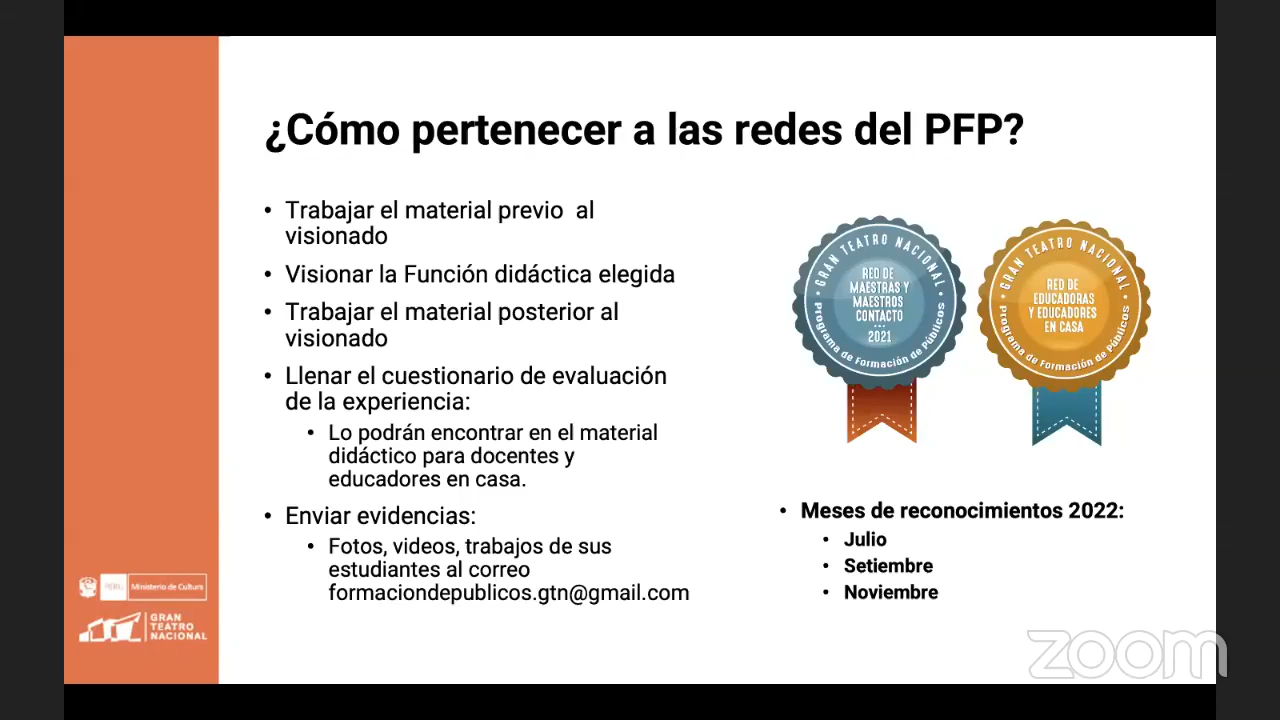 ¿Cómo pertenecer a las redes del PFP?
• Trabajar el material previo al
visionado
• Visionar la Función didáctica elegida
• Trabajar el material posterior al
visionado
• Llenar el cuestionario de evaluación
de la experiencia:
• Lo podrán encontrar en el material
didáctico para docentes y
educadores en casa.
• Enviar evidencias:
• Fotos, videos, trabajos de sus
estudiantes al correo
formaciondepublicos.gtn@gmail.com
• GRAN TEATRO NACIONAL •
RED DE
MAESTRAS Y
MAESTROS
CONTACTO
2021
Programa de Formación de Públicos
• GRAN TEATRO NACIONAL •
RED DE
EDUCADORAS
Y EDUCADORES
EN CASA
Programa de Formación de Públicos
• Meses de reconocimientos 2022:
• Julio
• Setiembre
• Noviembre
PERÚ Ministerio de Cultura
GRAN
TEATRO
NACIONAL
zoom